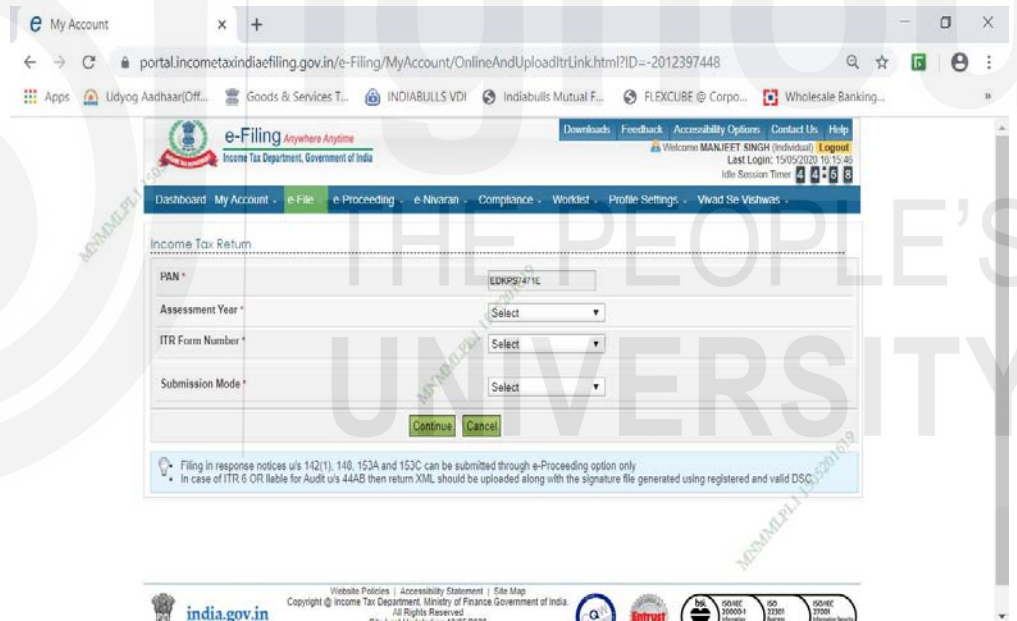 My Account
portal.incometaxindiaefiling.gov.in/e-Filing/MyAccount/OnlineAndUploadItrLink.html?ID=-2012397448
Apps Udyog Aadhaar(Off... Goods & Services T... INDIABULLS VDI Indiabulls Mutual F... FLEXCUBE @ Corpo... Wholesale Banking...
e-Filing Anywhere Anytime
Income Tax Department, Government of India
Downloads Feedback Accessibility Options Contact Us Help
Welcome MANJEET SINGH (Individual) Logout
Last Login: 15/05/2020 16:15:46
Idle Session Timer 4 4 : 5 8
Dashboard My Account e-File e-Proceeding e-Nivaran Compliance Worklist Profile Settings Vivad Se Vishwas
Income Tax Return
THE PEOPLE'S
UNIVERSITY
PAN * EDKPS7471E
Assessment Year * Select
ITR Form Number * Select
Submission Mode * Select
Continue Cancel
Filing in response notices u/s 142(1), 148, 153A and 153C can be submitted through e-Proceeding option only
In case of ITR 6 OR liable for Audit u/s 44AB then return XML should be uploaded along with the signature file generated using registered and valid DSC.
india.gov.in
Website Policies | Accessibility Statement | Site Map
Copyright @ Income Tax Department, Ministry of Finance, Government of India.
All Rights Reserved
Entrust
bsi.